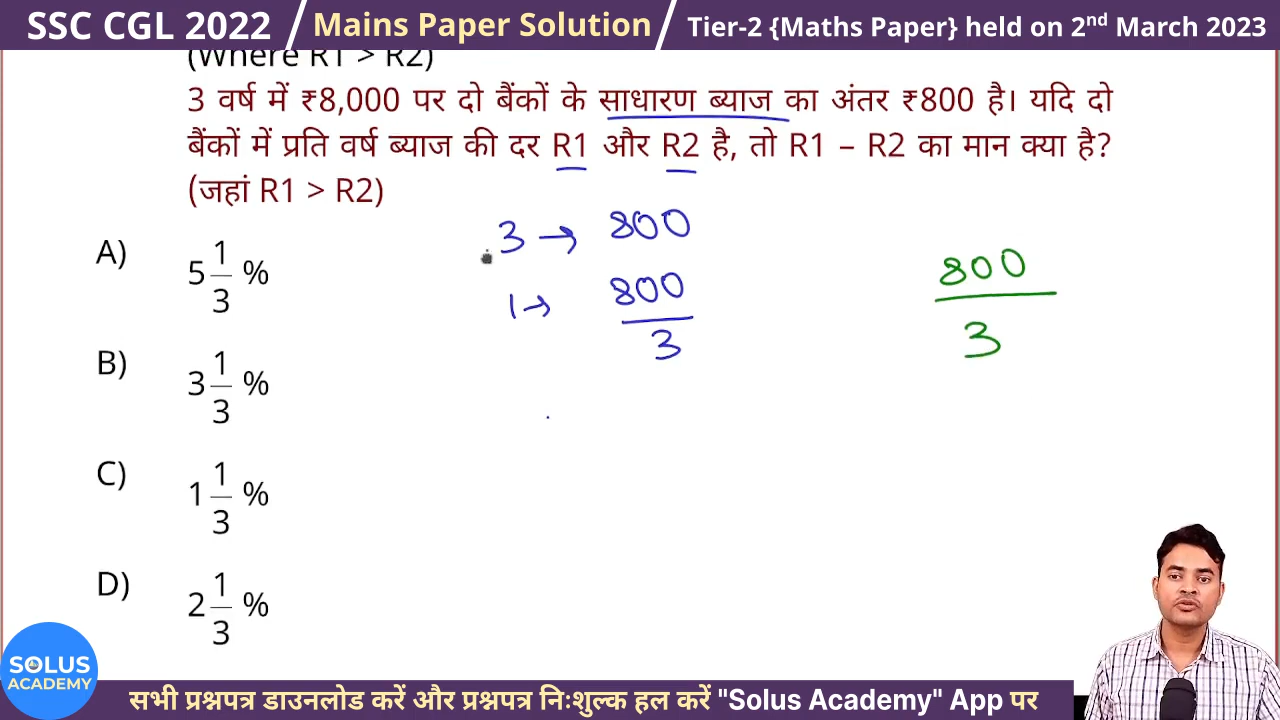 SSC CGL 2022 / Mains Paper Solution / Tier-2 {Maths Paper} held on 2nd March 2023
(Where R1 > R2)
3 वर्ष में ₹8,000 पर दो बैंकों के साधारण ब्याज का अंतर ₹800 है। यदि दो
बैंकों में प्रति वर्ष ब्याज की दर R1 और R2 है, तो R1 – R2 का मान क्या है?
(जहां R1 > R2)
3 → 800
1 → 800/3
800/3
A) 5 1/3 %
B) 3 1/3 %
C) 1 1/3 %
D) 2 1/3 %
SOLUS
ACADEMY
सभी प्रश्नपत्र डाउनलोड करें और प्रश्नपत्र निःशुल्क हल करें "Solus Academy" App पर